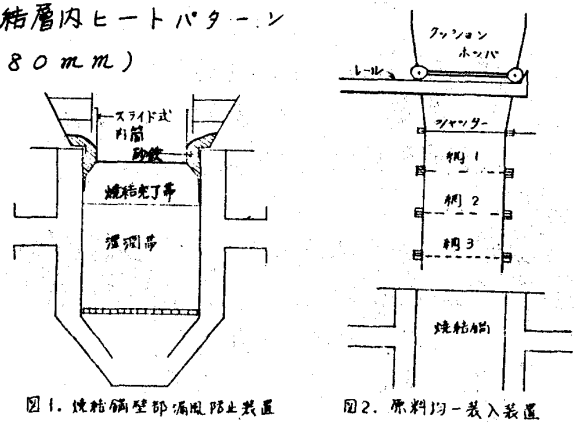 結層内ヒートパターン
80mm)
スライド式
内筒
砂鉄
焼結完了帯
湿潤帯
図1. 焼結鍋壁部漏風防止装置
クッション
ホッパ
レール
シャッター
網1
網2
網3
焼結鍋
図2. 原料均一装入装置